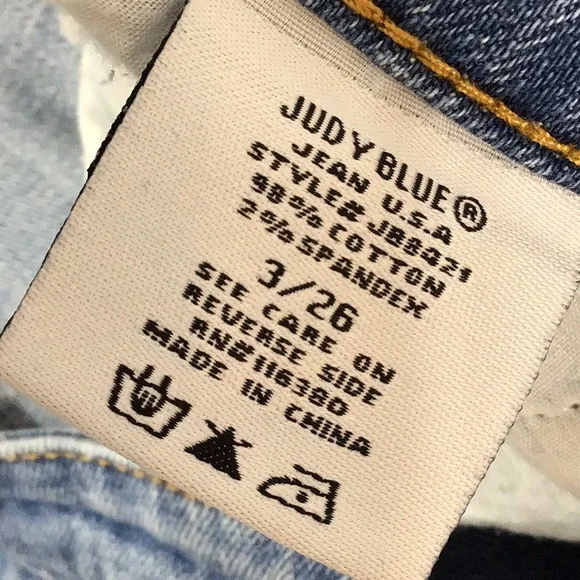 JUDY BLUE®
JEAN U.S.A
STYLE# JB8421
98% COTTON
2% SPANDEX
3/26
SEE CARE ON
REVERSE SIDE
RN#116380
MADE IN CHINA